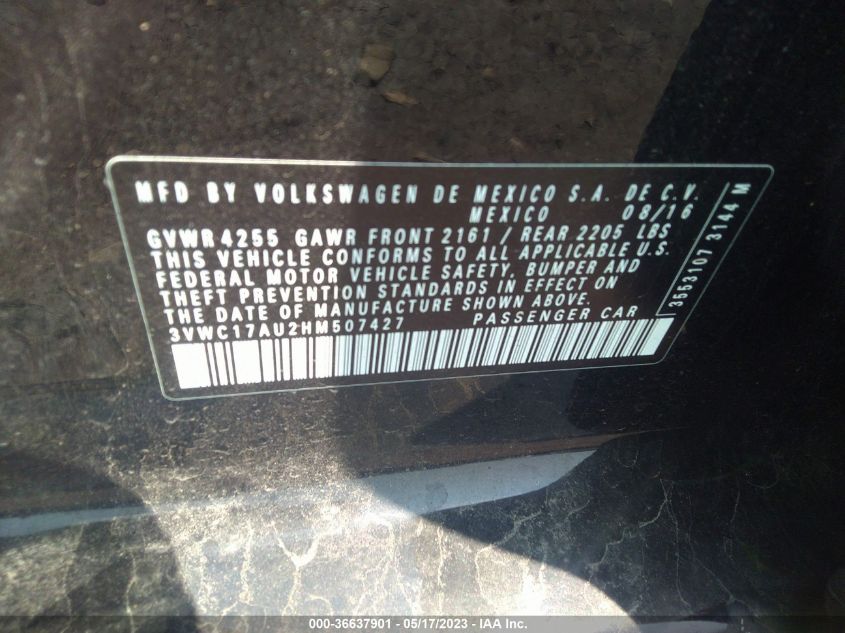 MFD BY VOLKSWAGEN DE MEXICO S.A. DE C.V.
MEXICO 08/16
GVWR 4255 GAWR FRONT 2161 / REAR 2205 LBS
THIS VEHICLE CONFORMS TO ALL APPLICABLE U.S.
FEDERAL MOTOR VEHICLE SAFETY, BUMPER AND
THEFT PREVENTION STANDARDS IN EFFECT ON
THE DATE OF MANUFACTURE SHOWN ABOVE.
3VWC17AU2HM507427 PASSENGER CAR
3553107 3144 M
000-36637901 - 05/17/2023 - IAA Inc.